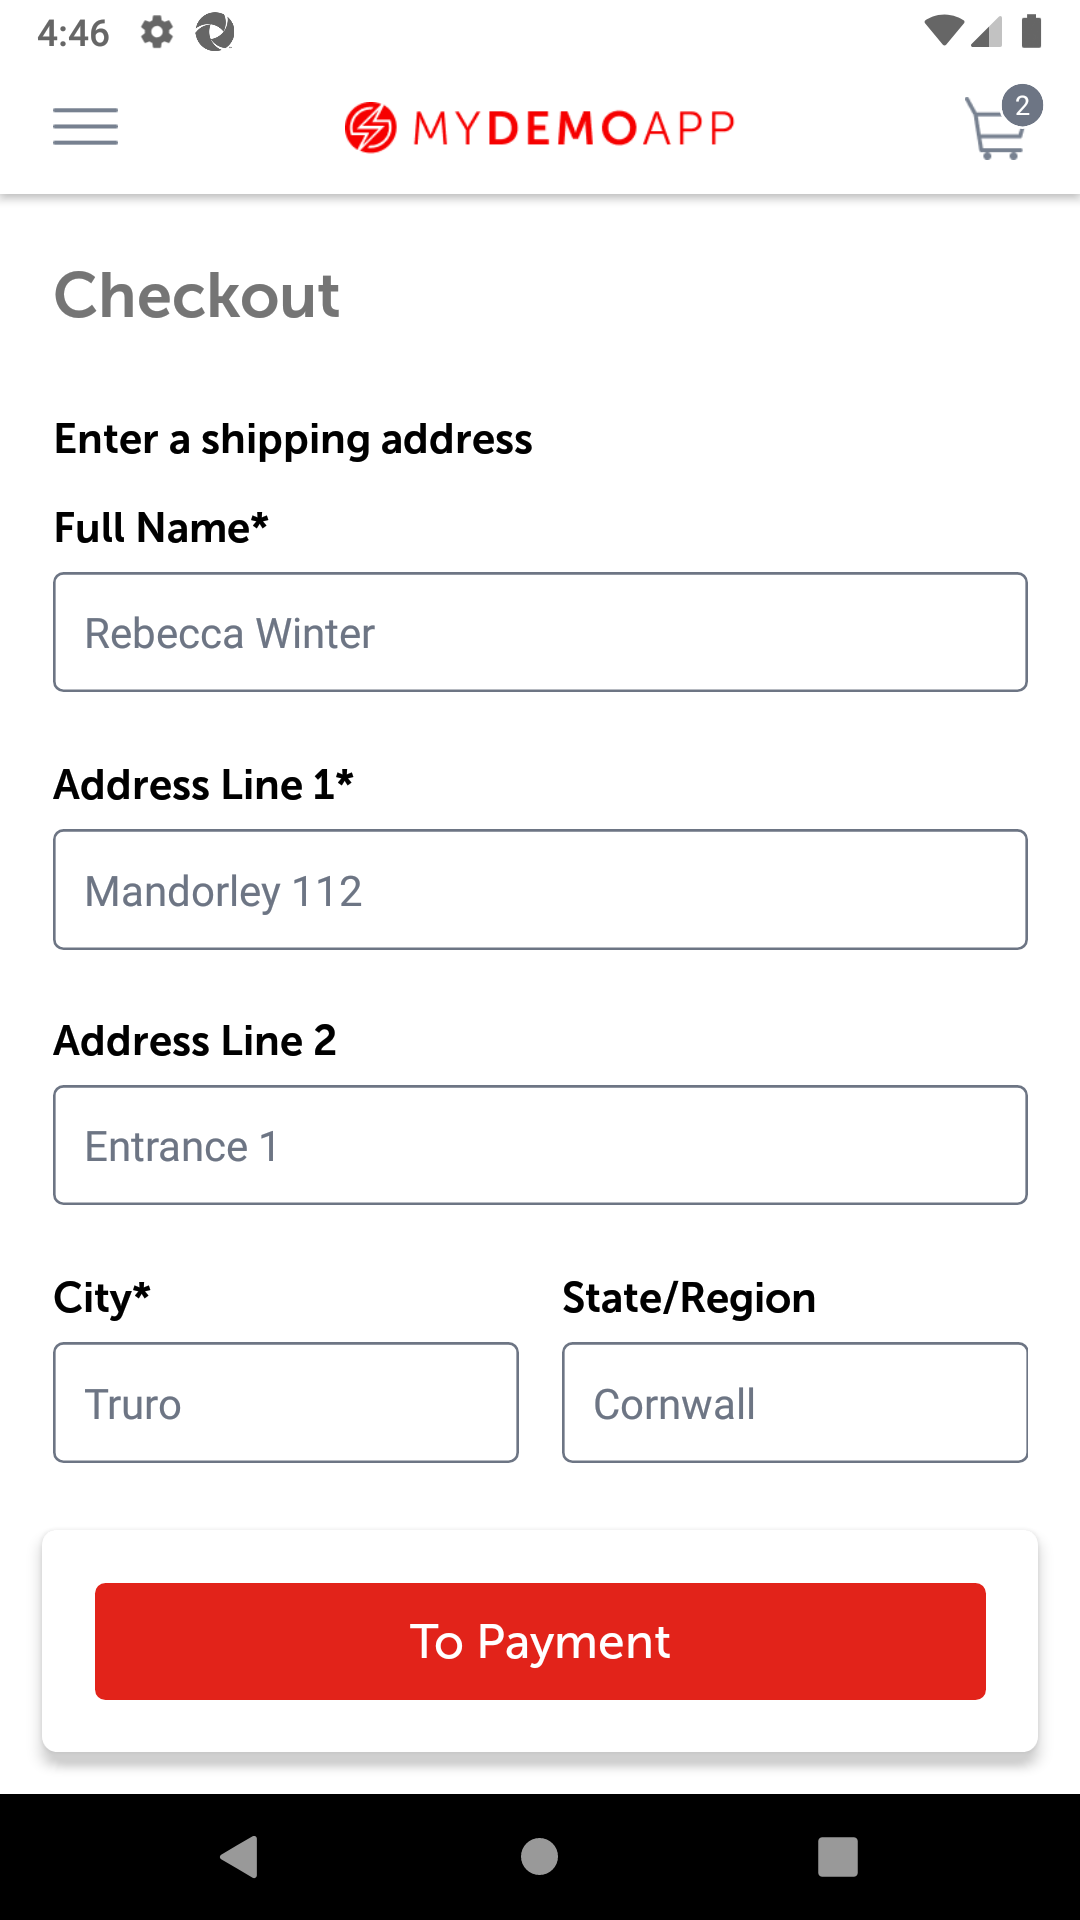 4:46
MYDEMOAPP
2
Checkout
Enter a shipping address
Full Name*
Rebecca Winter
Address Line 1*
Mandorley 112
Address Line 2
Entrance 1
City*
State/Region
Truro
Cornwall
To Payment